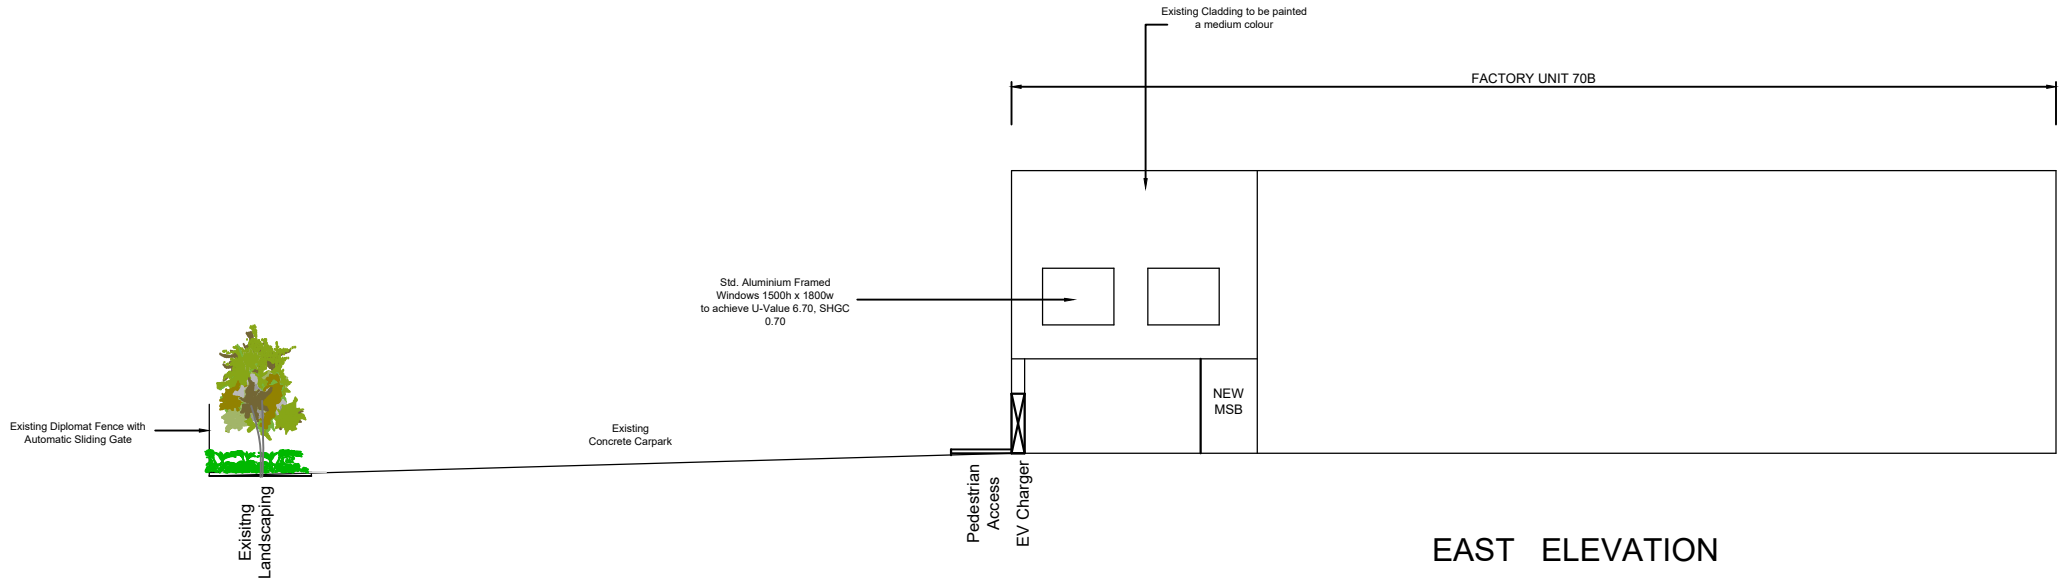 Existing Cladding to be painted
a medium colour
FACTORY UNIT 70B
Std. Aluminium Framed
Windows 1500h x 1800w
to achieve U-Value 6.70, SHGC
0.70
NEW
MSB
Existing Diplomat Fence with
Automatic Sliding Gate
Existing
Concrete Carpark
Exisitng
Landscaping
Pedestrian
Access
EV Charger
EAST ELEVATION